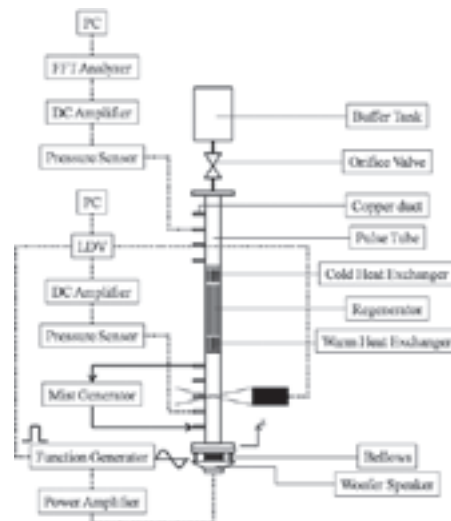 PC
FFT Analyzer
DC Amplifier
Pressure Sensor
PC
LDV
DC Amplifier
Pressure Sensor
Mist Generator
Function Generator
Power Amplifier
Buffer Tank
Orifice Valve
Copper duct
Pulse Tube
Cold Heat Exchanger
Regenerator
Warm Heat Exchanger
Bellows
Woofer Speaker